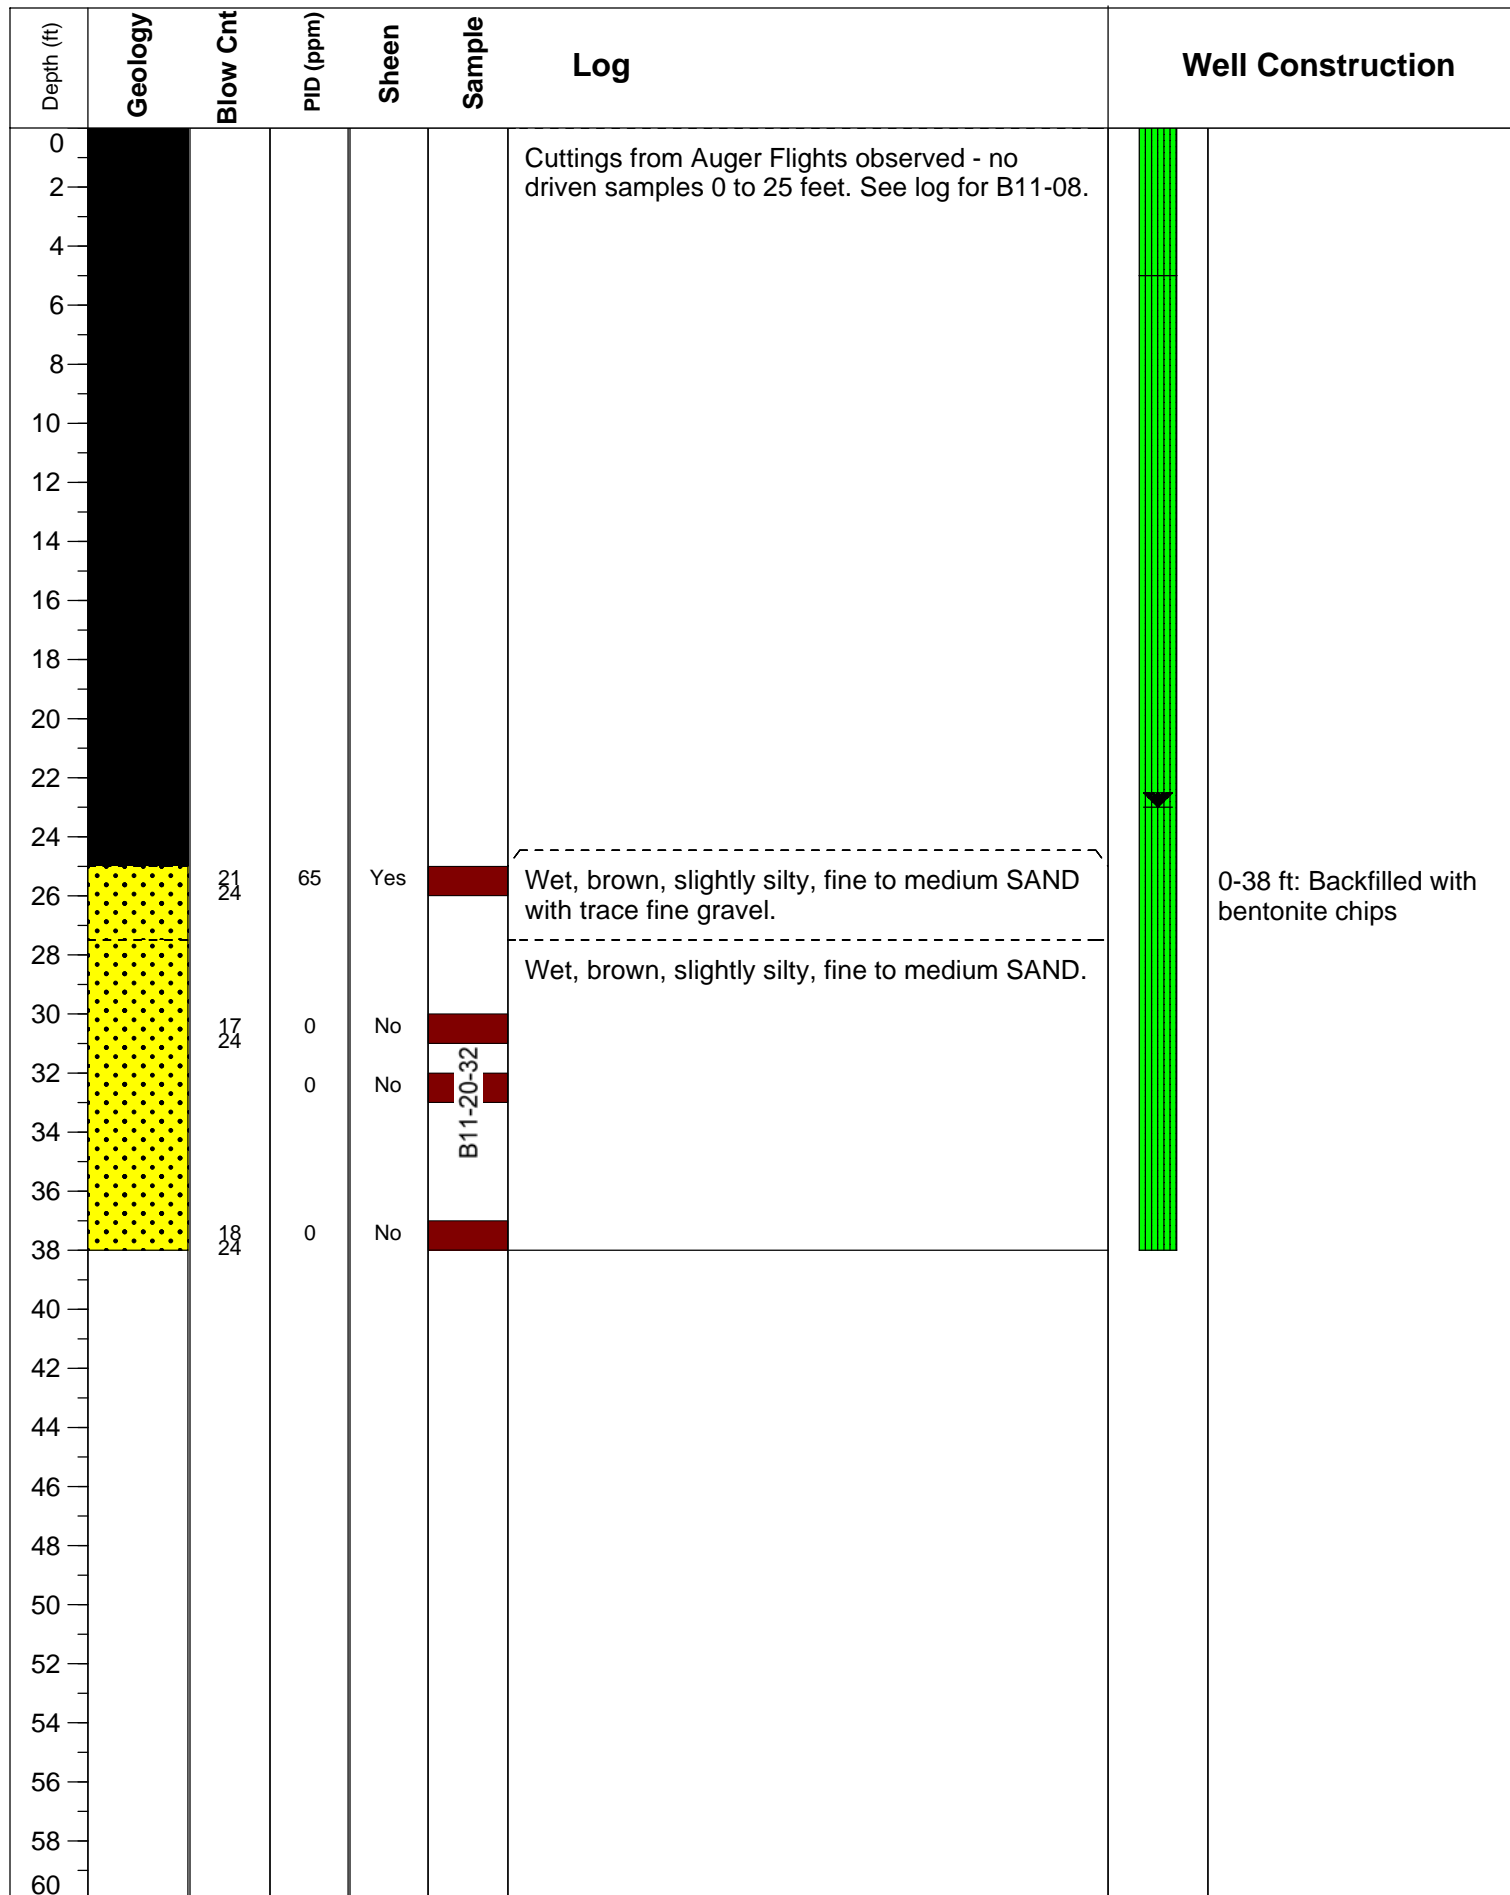 Depth (ft)
Geology
Blow Cnt
PID (ppm)
Sheen
Sample
Log
Well Construction
0
2
4
6
8
10
12
14
16
18
20
22
24
26
28
30
32
34
36
38
40
42
44
46
48
50
52
54
56
58
60
Cuttings from Auger Flights observed - no
driven samples 0 to 25 feet. See log for B11-08.
21
24
65
Yes
Wet, brown, slightly silty, fine to medium SAND
with trace fine gravel.
0-38 ft: Backfilled with
bentonite chips
Wet, brown, slightly silty, fine to medium SAND.
17
24
0
No
0
No
B11-20-32
18
24
0
No